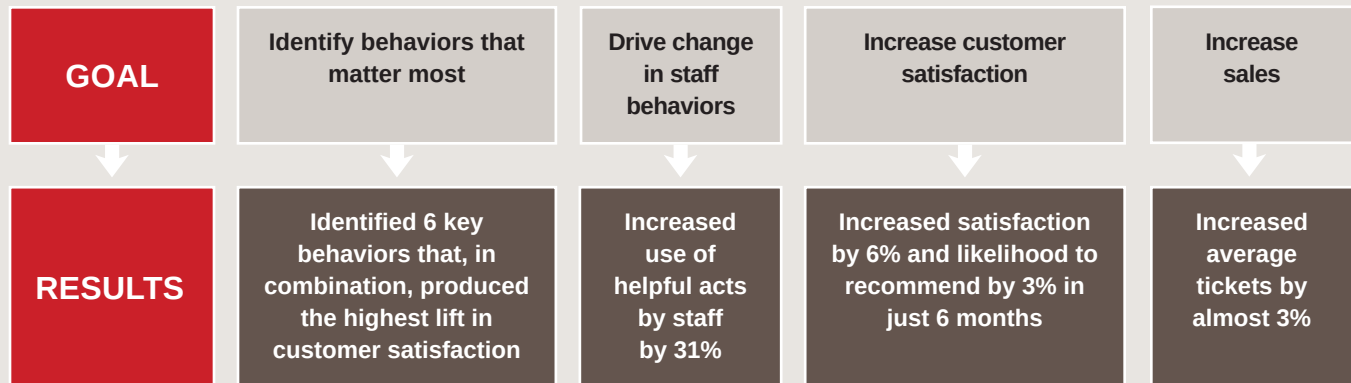 GOAL
Identify behaviors that
matter most
Drive change
in staff
behaviors
Increase customer
satisfaction
Increase
sales
RESULTS
Identified 6 key
behaviors that, in
combination, produced
the highest lift in
customer satisfaction
Increased
use of
helpful acts
by staff
by 31%
Increased satisfaction
by 6% and likelihood to
recommend by 3% in
just 6 months
Increased
average
tickets by
almost 3%